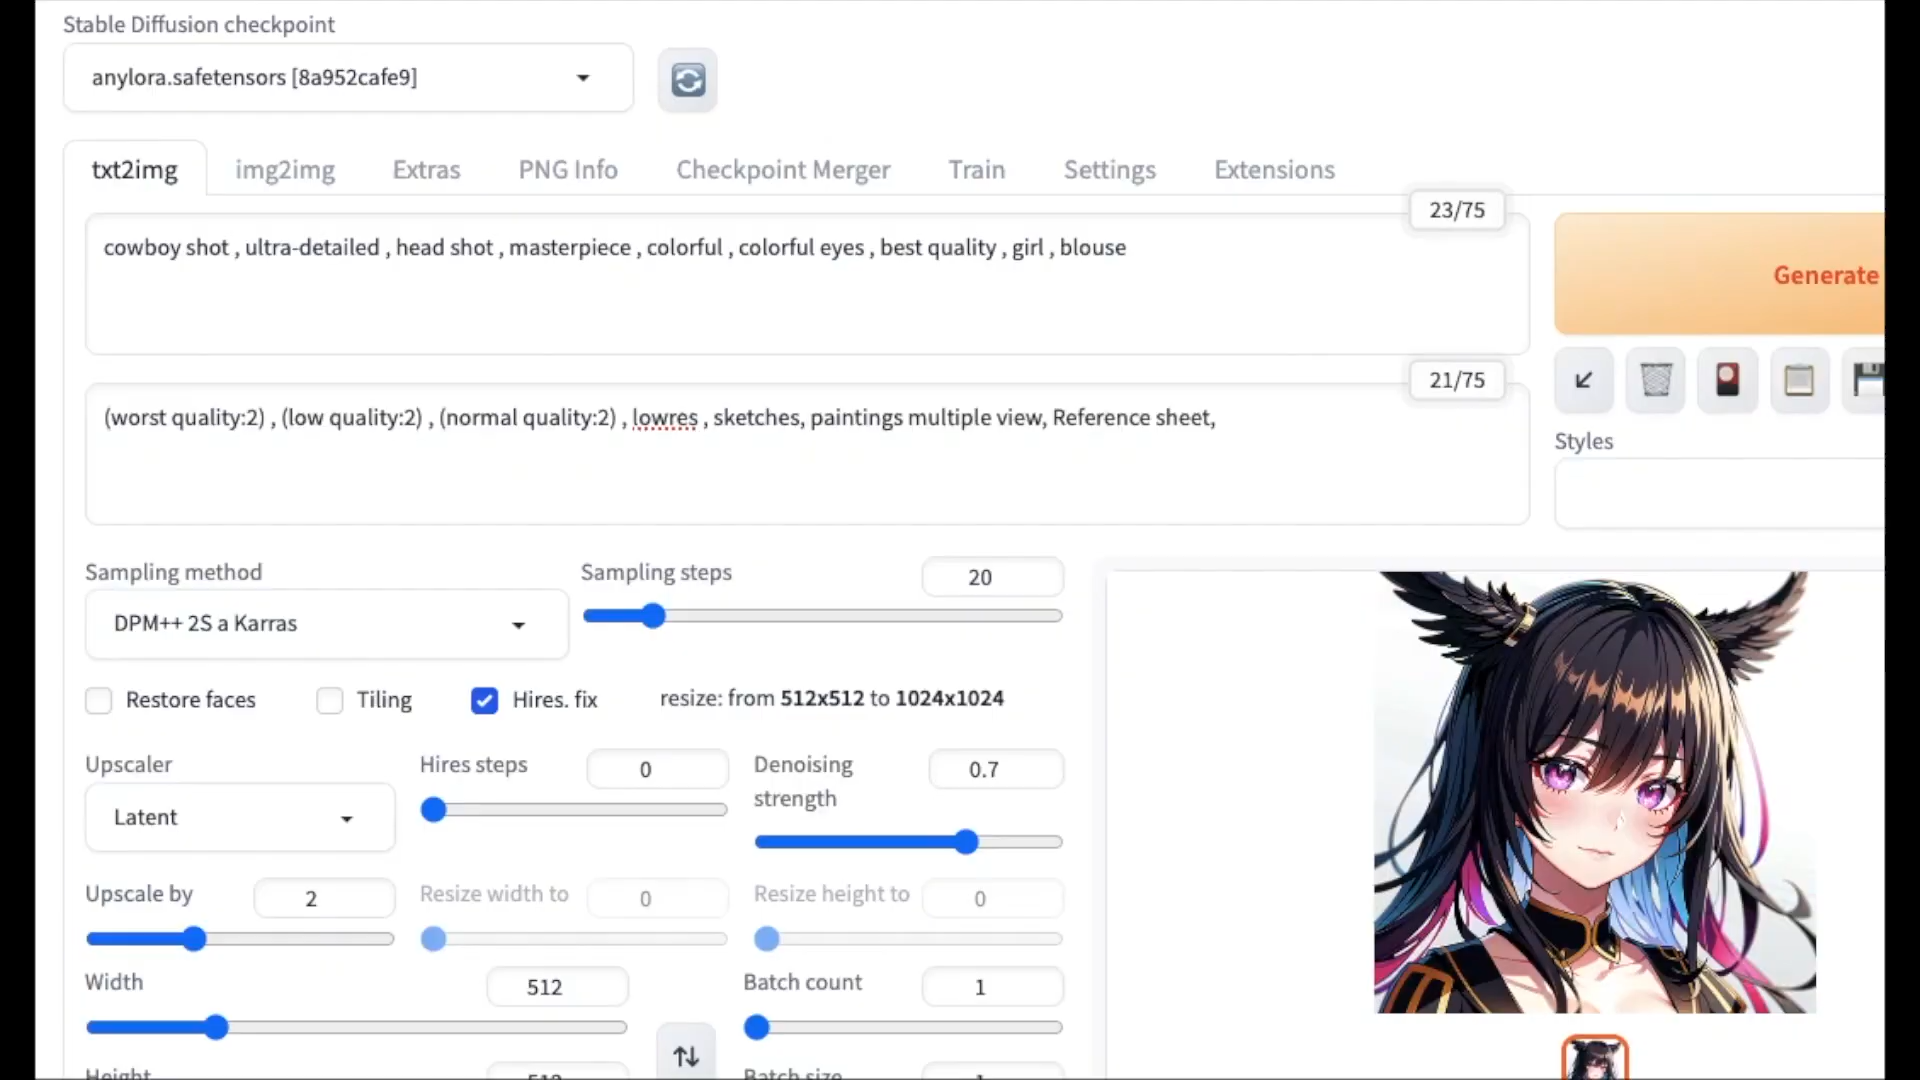 Stable Diffusion checkpoint
anylora.safetensors [8a952cafe9]
txt2img img2img Extras PNG Info Checkpoint Merger Train Settings Extensions
23/75
cowboy shot , ultra-detailed , head shot , masterpiece , colorful , colorful eyes , best quality , girl , blouse
Generate
21/75
(worst quality:2) , (low quality:2) , (normal quality:2) , lowres , sketches, paintings multiple view, Reference sheet,
Styles
Sampling method
DPM++ 2S a Karras
Sampling steps 20
Restore faces Tiling Hires. fix resize: from 512x512 to 1024x1024
Upscaler
Latent
Hires steps 0
Denoising strength 0.7
Upscale by 2
Resize width to 0
Resize height to 0
Width 512
Batch count 1
Height 512
Batch size 1